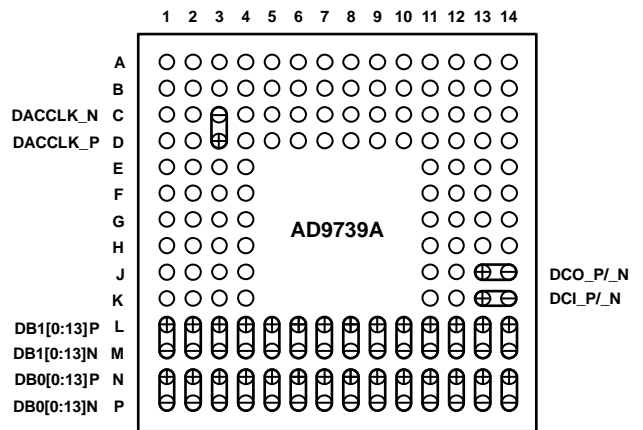 1 2 3 4 5 6 7 8 9 10 11 12 13 14
A
B
DACCLK_N C
DACCLK_P D
E
F
G
AD9739A
H
J DCO_P/_N
K DCI_P/_N
DB1[0:13]P L
DB1[0:13]N M
DB0[0:13]P N
DB0[0:13]N P